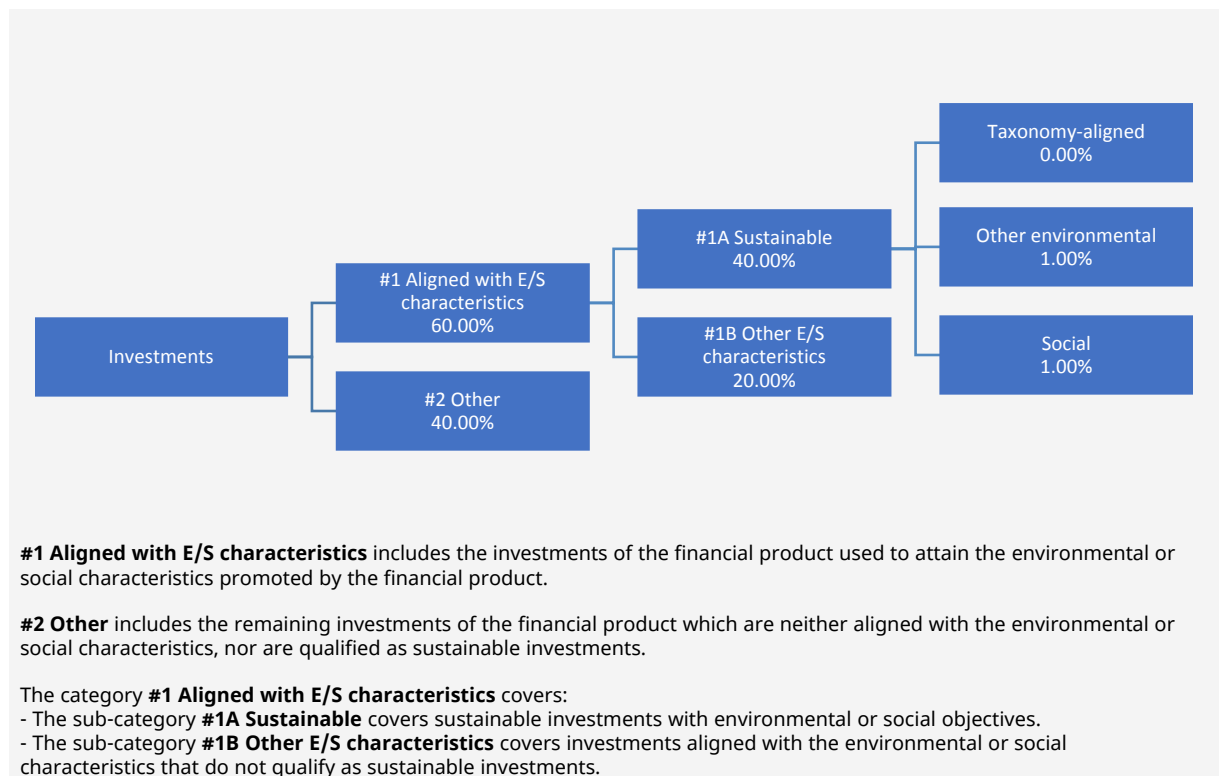 Investments
#1 Aligned with E/S
characteristics
60.00%
#2 Other
40.00%
#1A Sustainable
40.00%
#1B Other E/S
characteristics
20.00%
Taxonomy-aligned
0.00%
Other environmental
1.00%
Social
1.00%
#1 Aligned with E/S characteristics includes the investments of the financial product used to attain the environmental or
social characteristics promoted by the financial product.
#2 Other includes the remaining investments of the financial product which are neither aligned with the environmental or
social characteristics, nor are qualified as sustainable investments.
The category #1 Aligned with E/S characteristics covers:
- The sub-category #1A Sustainable covers sustainable investments with environmental or social objectives.
- The sub-category #1B Other E/S characteristics covers investments aligned with the environmental or social
characteristics that do not qualify as sustainable investments.